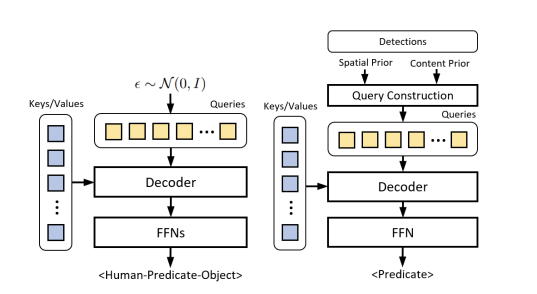 ϵ ∼ 𝒩(0, I)
Keys/Values
Queries
Decoder
FFNs
<Human-Predicate-Object>
Detections
Spatial Prior
Content Prior
Query Construction
Keys/Values
Queries
Decoder
FFN
<Predicate>